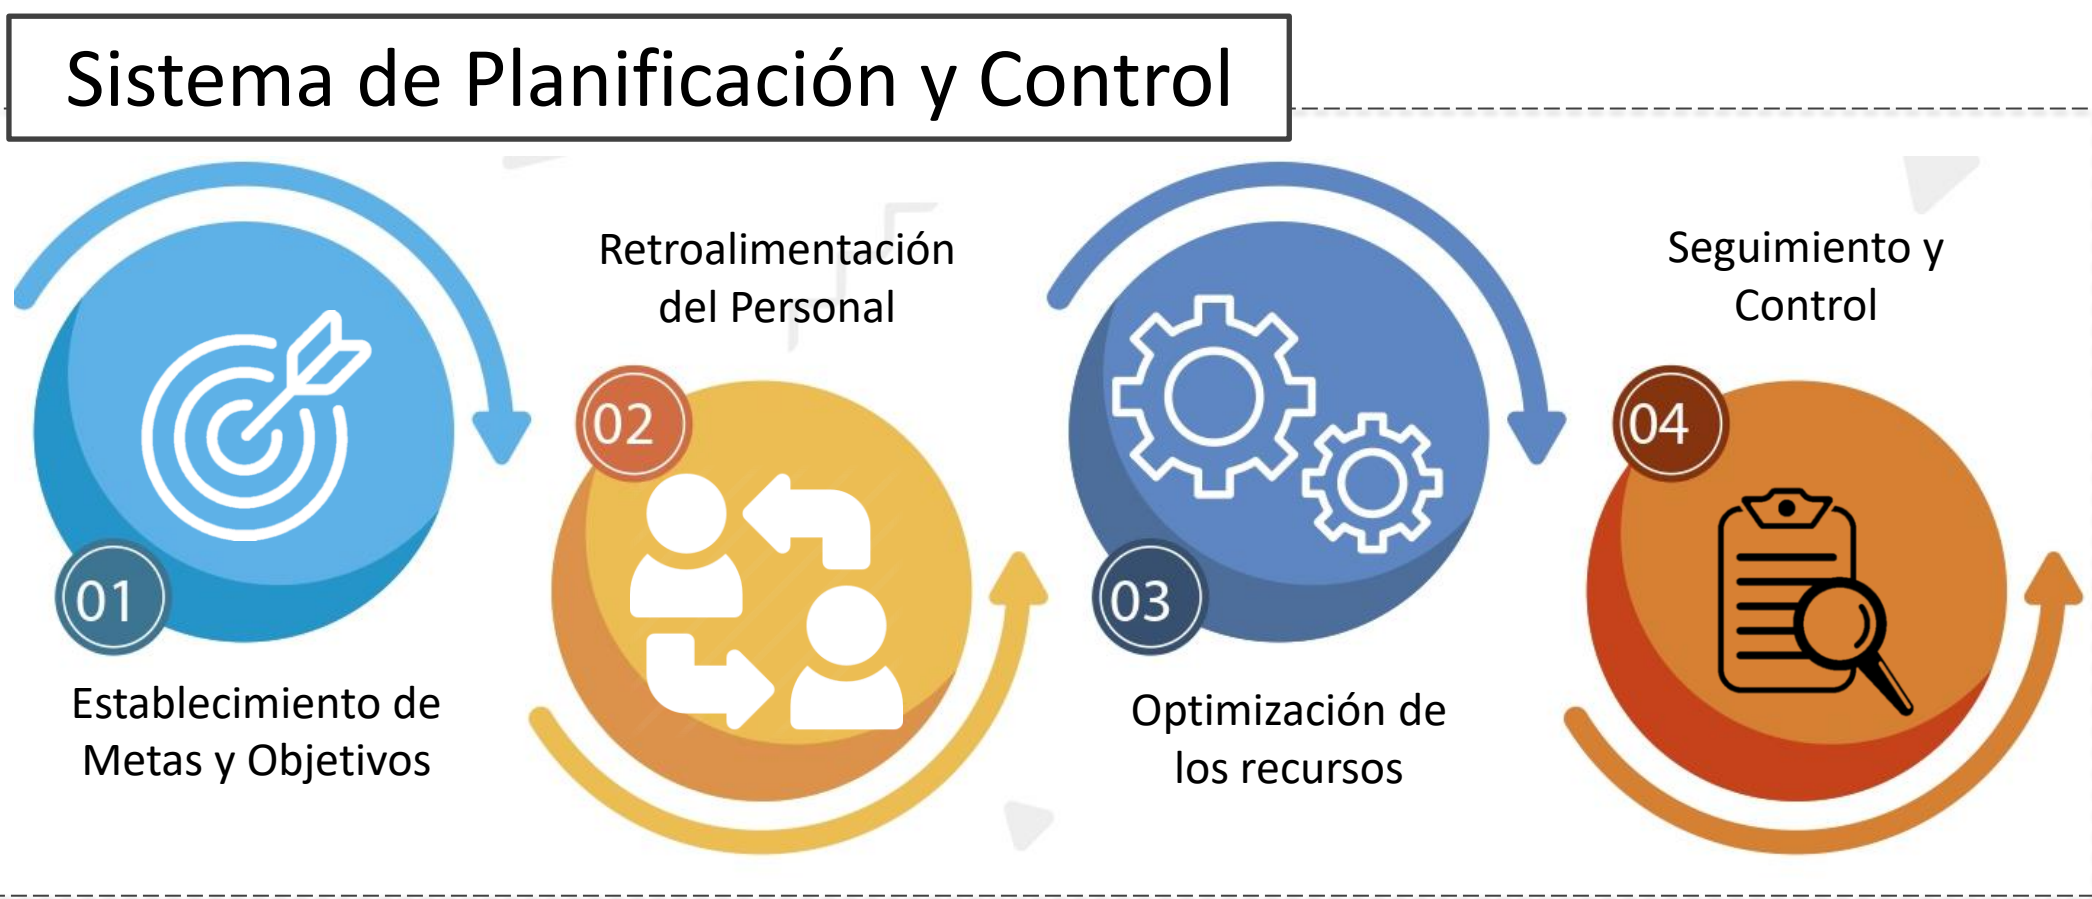 Sistema de Planificación y Control
01
Establecimiento de
Metas y Objetivos
Retroalimentación
del Personal
02
03
Optimización de
los recursos
Seguimiento y
Control
04